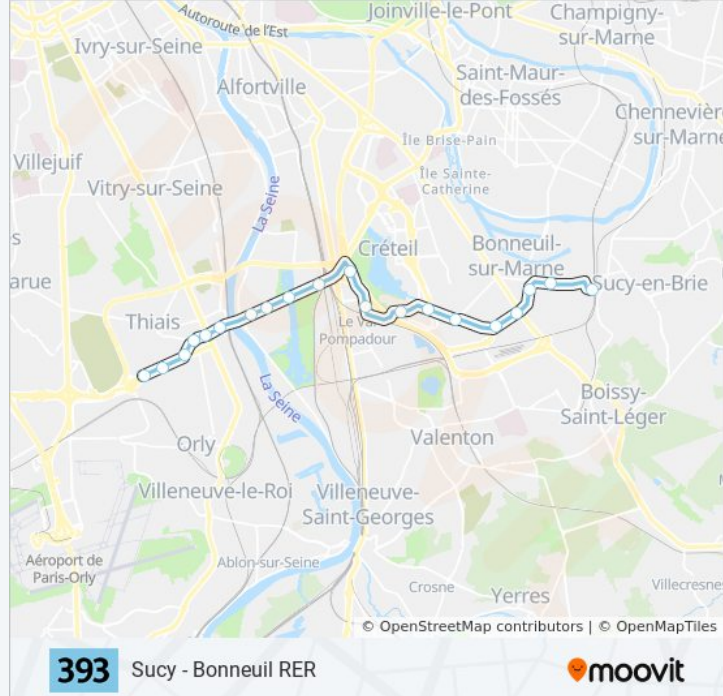 Joinville-le-Pont
Champigny-
sur-Marne
Autoroute de l'Est
Ivry-sur-Seine
Alfortville
Saint-Maur-
des-Fossés
Chennevière
sur-Marne
Île Brise-Pain
Villejuif
Île Sainte-
Catherine
Vitry-sur-Seine
La Seine
s
Créteil
Bonneuil-
sur-Marne
arue
Sucy-en-Brie
Thiais
Le Val
Pompadour
La Seine
Boissy-
Saint-Léger
Orly
Valenton
Villeneuve-le-Roi
Villeneuve-
Saint-Georges
Aéroport de
Paris-Orly
Ablon-sur-Seine
Crosne
Yerres
Villecresnes
© OpenStreetMap contributors | © OpenMapTiles
393 Sucy - Bonneuil RER
moovit